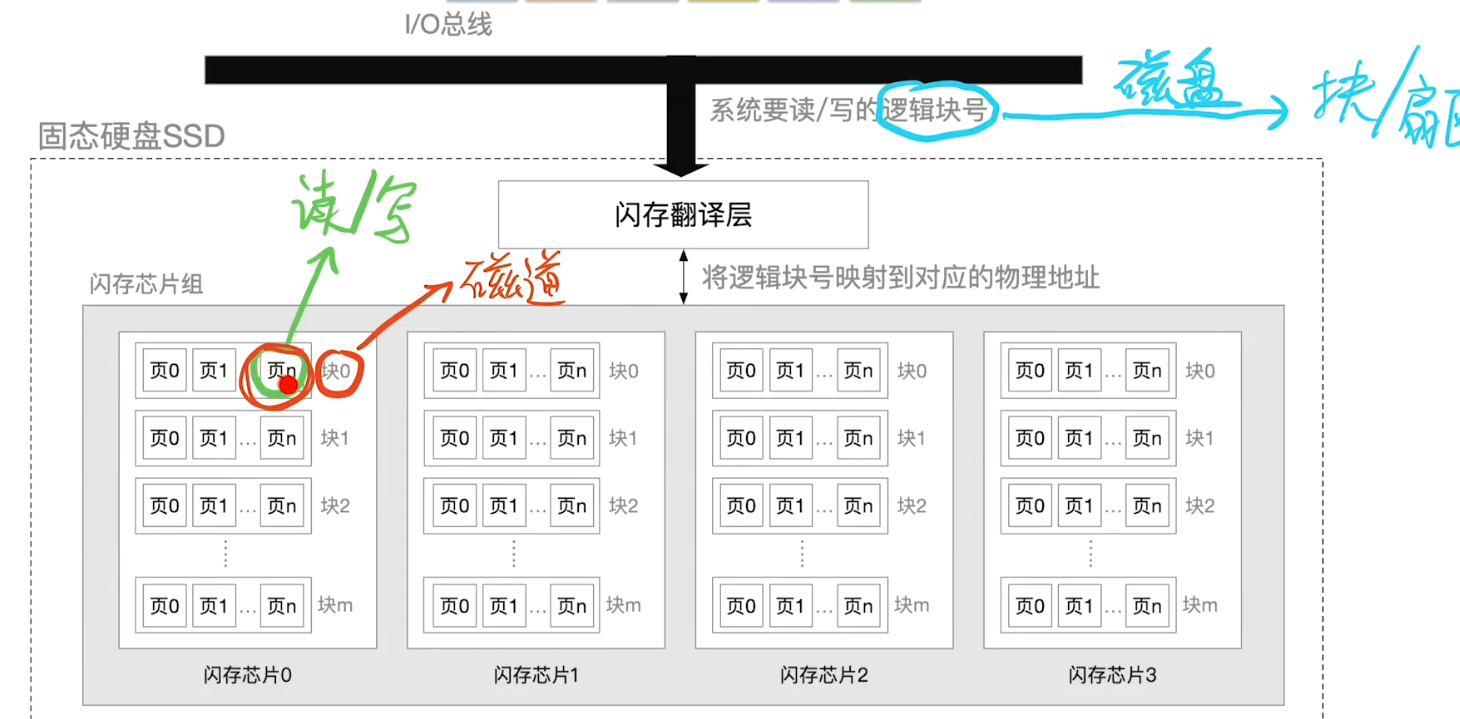 I/O总线
系统要读/写的逻辑块号
磁盘
块/扇区
固态硬盘SSD
读/写
闪存翻译层
磁道
闪存芯片组
将逻辑块号映射到对应的物理地址
页0 页1 页n 块0
页0 页1 … 页n 块1
页0 页1 … 页n 块2
页0 页1 … 页n 块m
闪存芯片0
页0 页1 … 页n 块0
页0 页1 … 页n 块1
页0 页1 … 页n 块2
页0 页1 … 页n 块m
闪存芯片1
页0 页1 … 页n 块0
页0 页1 … 页n 块1
页0 页1 … 页n 块2
页0 页1 … 页n 块m
闪存芯片2
页0 页1 … 页n 块0
页0 页1 … 页n 块1
页0 页1 … 页n 块2
页0 页1 … 页n 块m
闪存芯片3